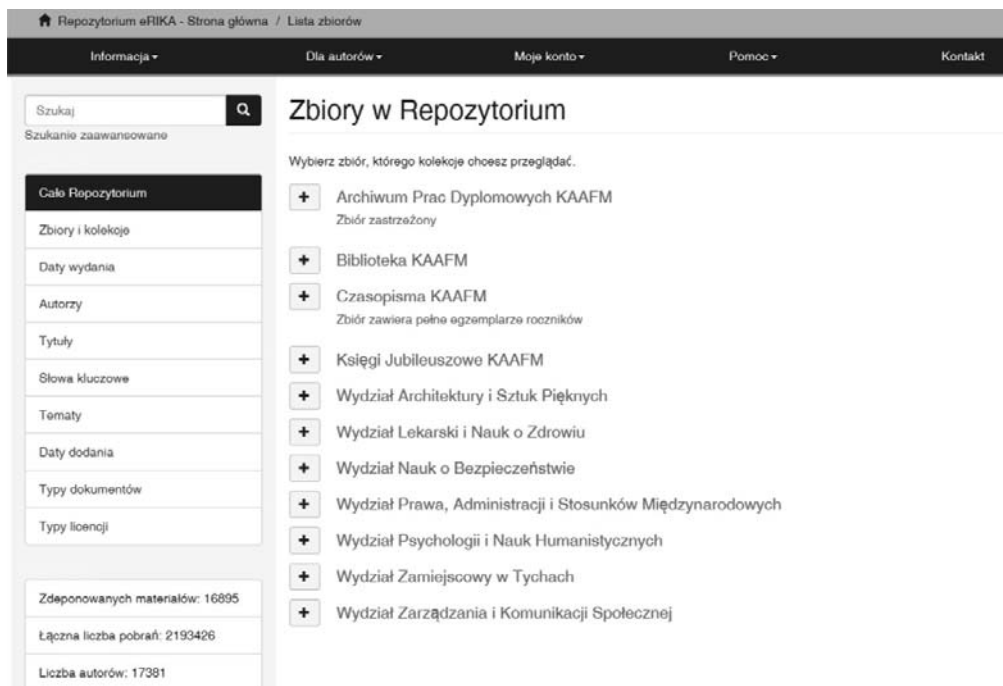 Repozytorium eRIKA - Strona główna / Lista zbiorów
Informacja Dla autorów Moje konto Pomoc Kontakt
Szukaj
Szukanie zaawansowane
Całe Repozytorium
Zbiory i kolekcje
Daty wydania
Autorzy
Tytuły
Słowa kluczowe
Tematy
Daty dodania
Typy dokumentów
Typy licencji
Zdeponowanych materiałów: 16895
Łączna liczba pobrań: 2193426
Liczba autorów: 17381
Zbiory w Repozytorium
Wybierz zbiór, którego kolekcje chcesz przeglądać.
Archiwum Prac Dyplomowych KAAFM
Zbiór zastrzeżony
Biblioteka KAAFM
Czasopisma KAAFM
Zbiór zawiera pełne egzemplarze roczników
Księgi Jubileuszowe KAAFM
Wydział Architektury i Sztuk Pięknych
Wydział Lekarski i Nauk o Zdrowiu
Wydział Nauk o Bezpieczeństwie
Wydział Prawa, Administracji i Stosunków Międzynarodowych
Wydział Psychologii i Nauk Humanistycznych
Wydział Zamiejscowy w Tychach
Wydział Zarządzania i Komunikacji Społecznej